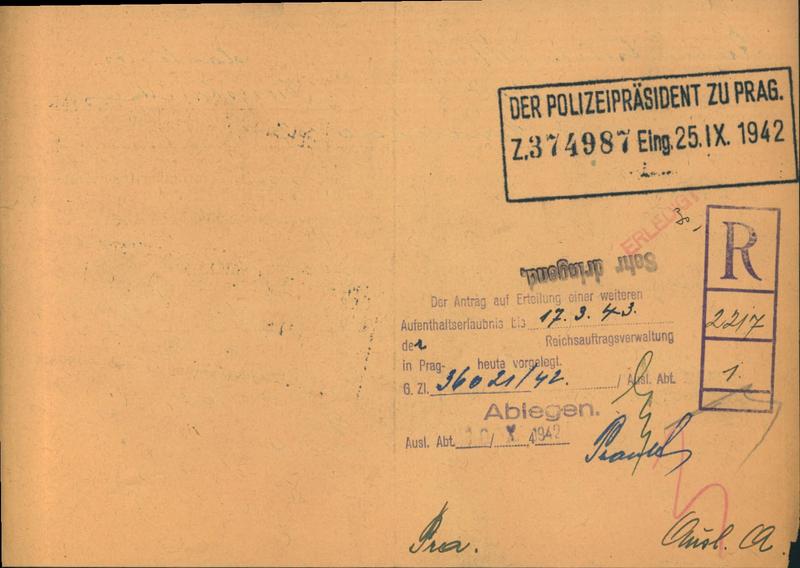 DER POLIZEIPRÄSIDENT ZU PRAG.
Z. 374987 Eing. 25. IX. 1942
ERLEDIGT
R
2217
1.
Sehr dringend.
Der Antrag auf Erteilung einer weiteren
Aufenthaltserlaubnis bis 17.3.43.
der Reichsauftragsverwaltung
in Prag- heute vorgelegt.
G. Zl. 36021/42. / Ausl. Abt.
Ablegen.
Ausl. Abt. / X. 1942
Pra.
Ausl. A.